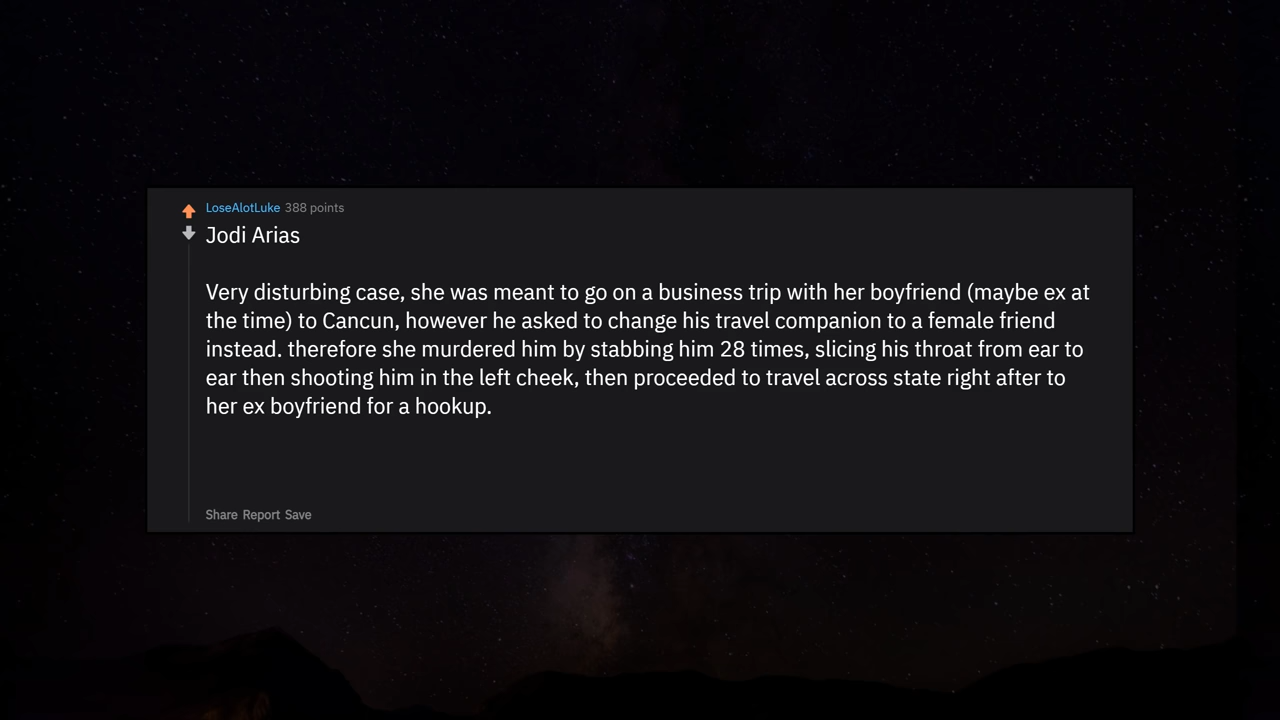 LoseAlotLuke 388 points
Jodi Arias
Very disturbing case, she was meant to go on a business trip with her boyfriend (maybe ex at
the time) to Cancun, however he asked to change his travel companion to a female friend
instead. therefore she murdered him by stabbing him 28 times, slicing his throat from ear to
ear then shooting him in the left cheek, then proceeded to travel across state right after to
her ex boyfriend for a hookup.
Share Report Save